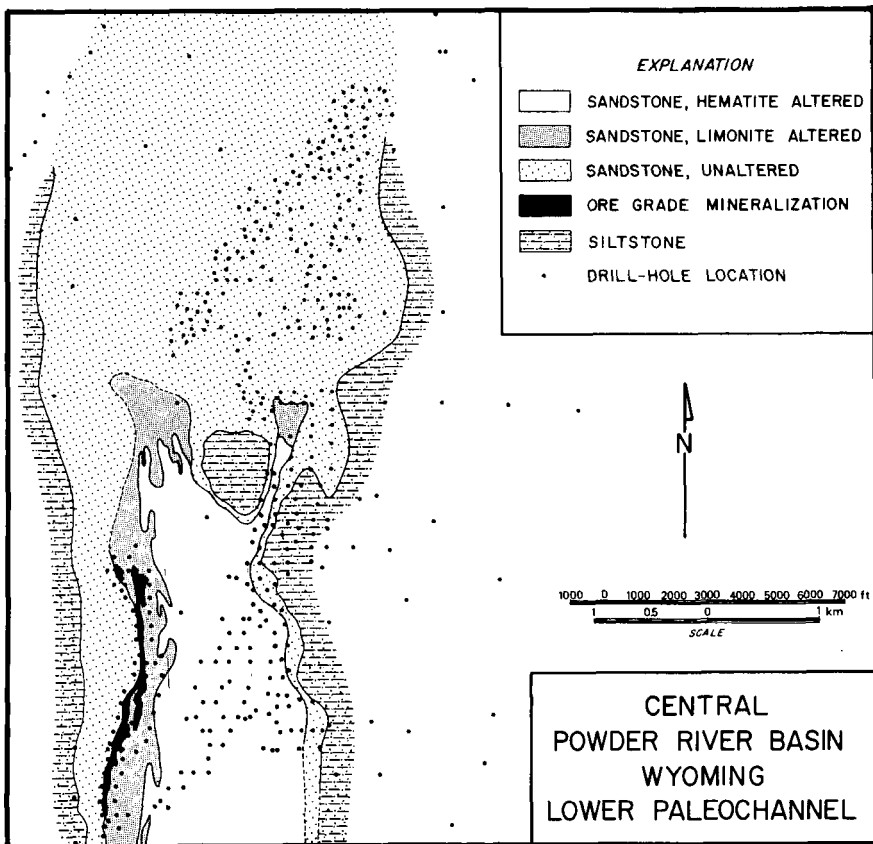 EXPLANATION
SANDSTONE, HEMATITE ALTERED
SANDSTONE, LIMONITE ALTERED
SANDSTONE, UNALTERED
ORE GRADE MINERALIZATION
SILTSTONE
DRILL-HOLE LOCATION
N
1000 0 1000 2000 3000 4000 5000 6000 7000 ft
1 0.5 0 1 km
SCALE
CENTRAL
POWDER RIVER BASIN
WYOMING
LOWER PALEOCHANNEL